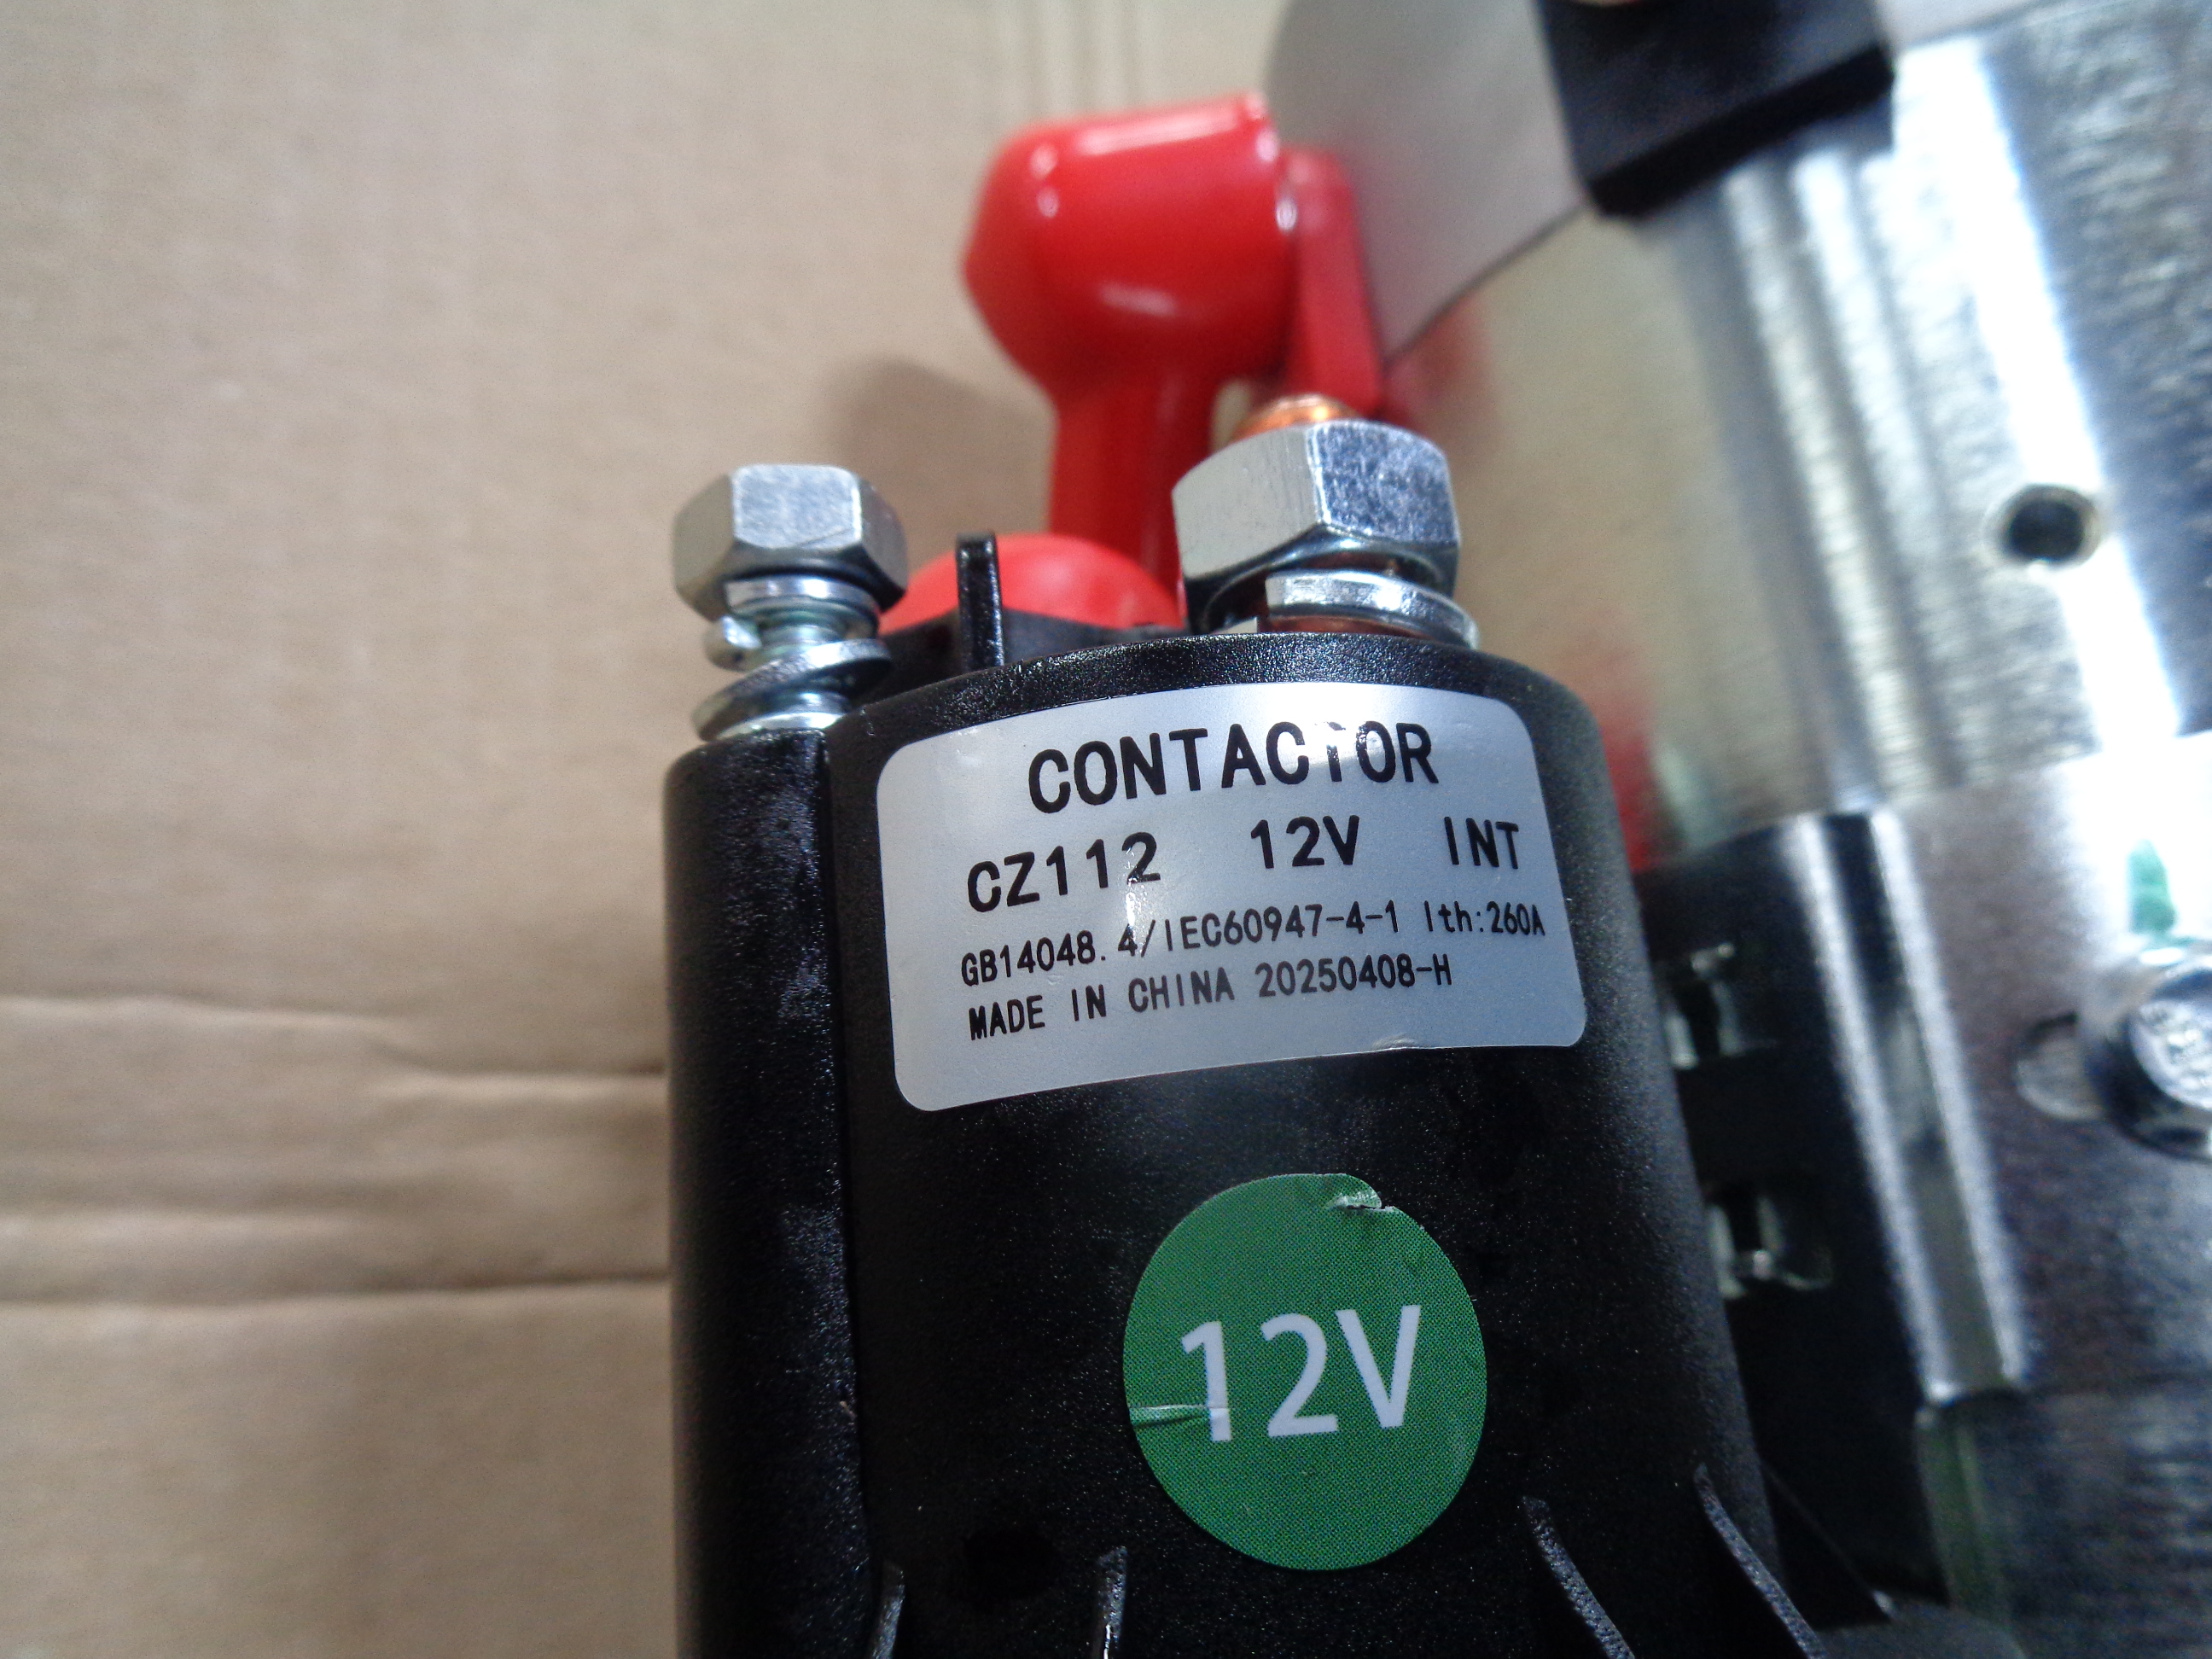 CONTACTOR
CZ112 12V INT
GB14048.4/IEC60947-4-1 Ith:260A
MADE IN CHINA 20250408-H
12V